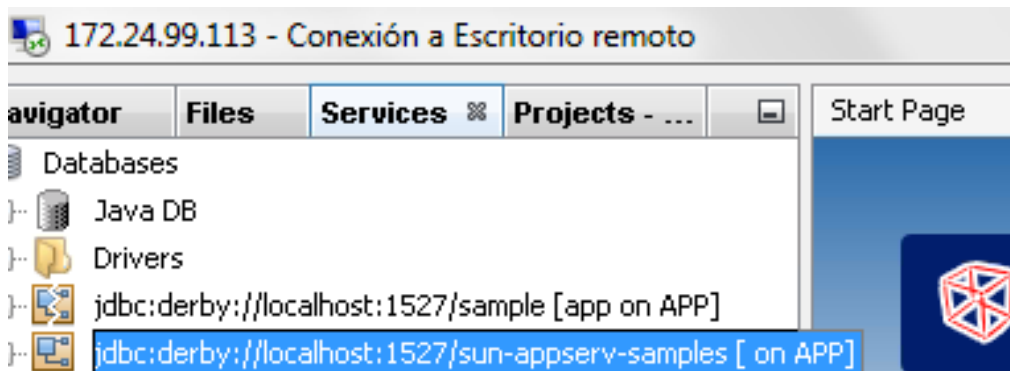 172.24.99.113 - Conexión a Escritorio remoto
avigator Files Services Projects - ... Start Page
Databases
Java DB
Drivers
jdbc:derby://localhost:1527/sample [app on APP]
jdbc:derby://localhost:1527/sun-appserv-samples [ on APP]